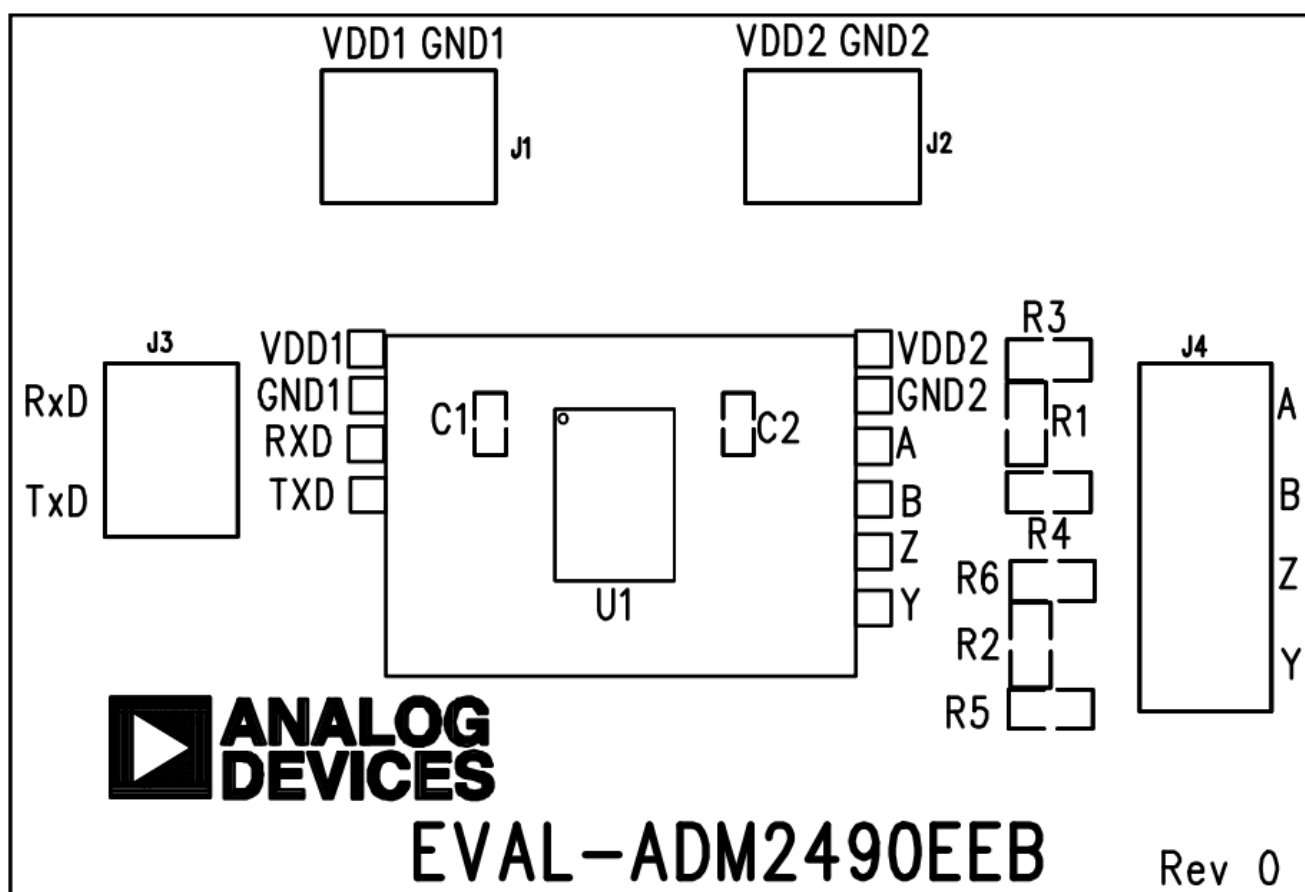 VDD1 GND1
VDD2 GND2
J1
J2
J3
RxD
TxD
VDD1
GND1
RXD
TXD
C1
U1
C2
VDD2
GND2
A
B
Z
Y
R3
R1
R4
R6
R2
R5
J4
A
B
Z
Y
ANALOG
DEVICES
EVAL-ADM2490EEB
Rev 0